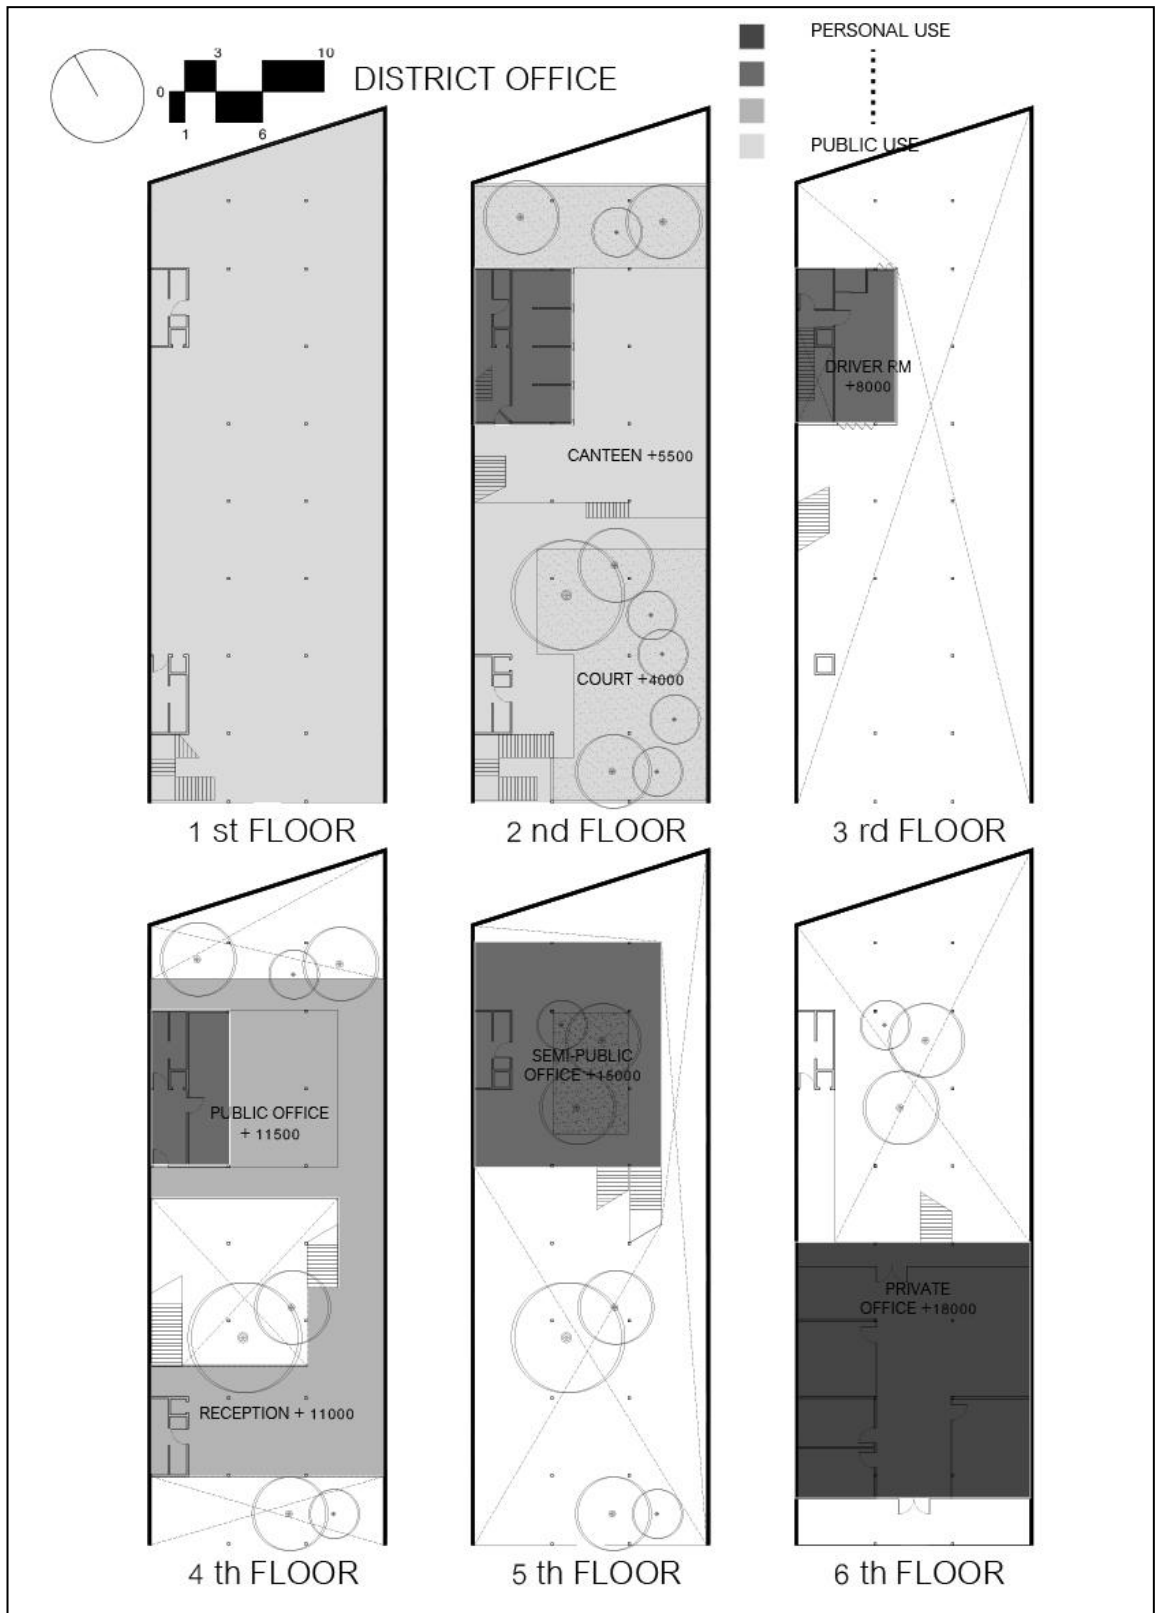 PERSONAL USE
3 10
0
DISTRICT OFFICE
1 6
PUBLIC USE
DRIVER RM
+8000
CANTEEN +5500
COURT +4000
1 st FLOOR
2 nd FLOOR
3 rd FLOOR
PUBLIC OFFICE
+ 11500
SEMI-PUBLIC
OFFICE +15000
PRIVATE
OFFICE +18000
RECEPTION + 11000
4 th FLOOR
5 th FLOOR
6 th FLOOR